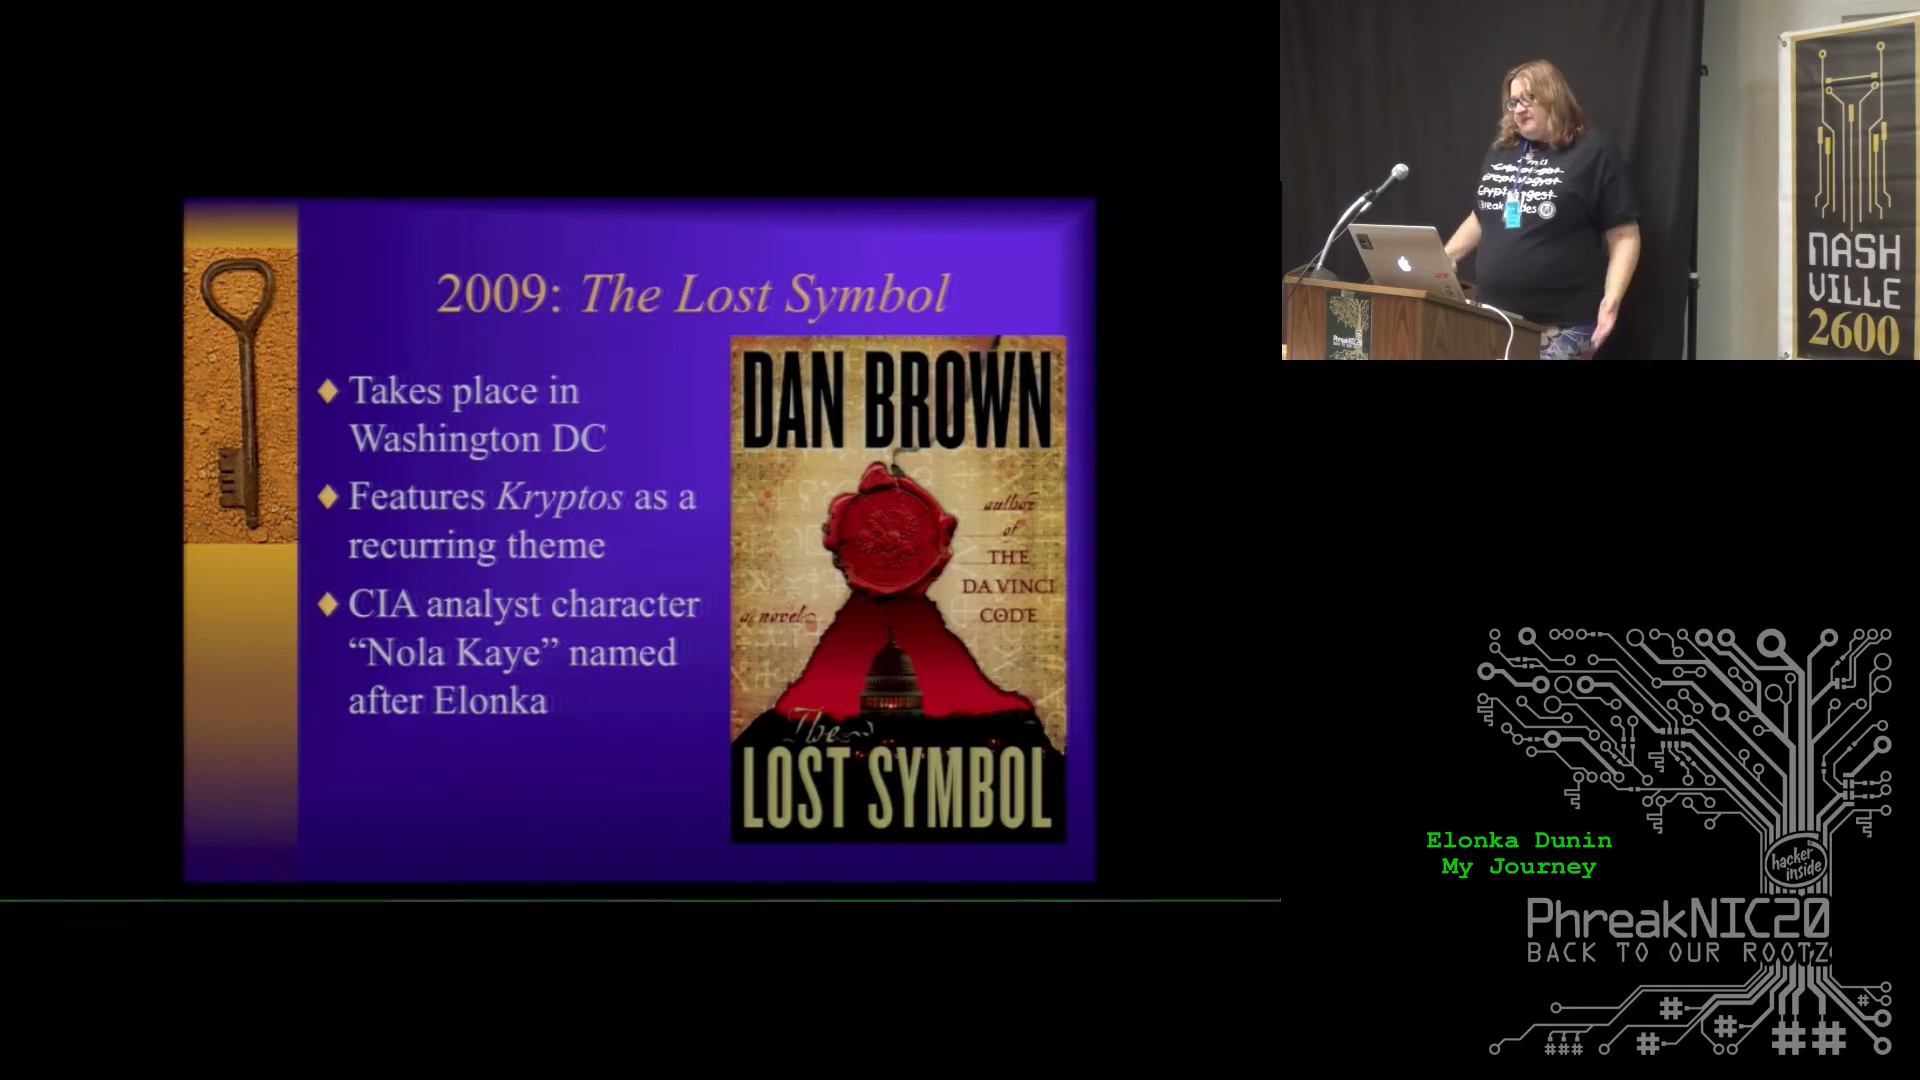 2009: The Lost Symbol
Takes place in
Washington DC
Features Kryptos as a
recurring theme
CIA analyst character
“Nola Kaye” named
after Elonka
DAN BROWN
author
of
THE
DA VINCI
CODE
a novel
The
LOST SYMBOL
NASH
VILLE
2600
Elonka Dunin
My Journey
hacker
inside
PhreakNIC20
BACK TO OUR ROOTZ
###
#
#
#
##